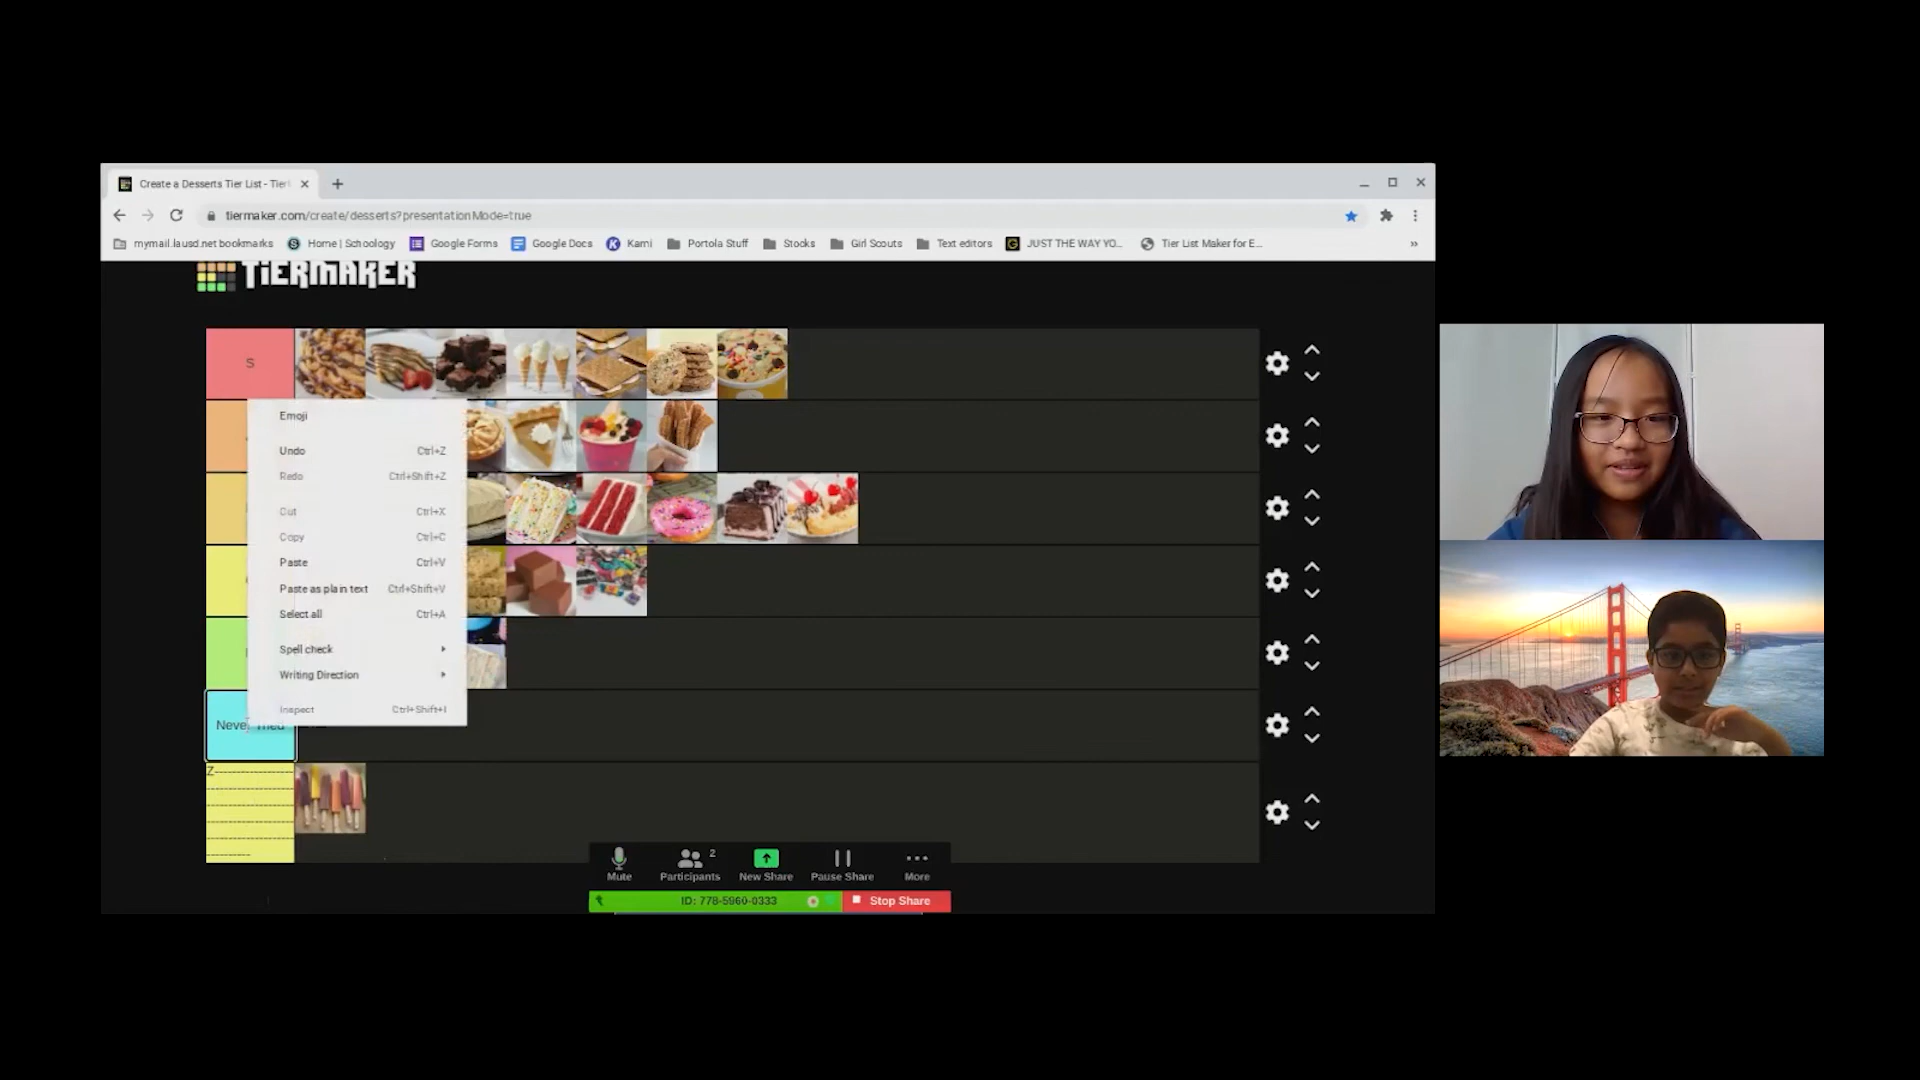 Create a Desserts Tier List - Tier
tiermaker.com/create/desserts?presentationMode=true
mymail.lausd.net bookmarks Home | Schoology Google Forms Google Docs Kami Portola Stuff Stocks Girl Scouts Text editors JUST THE WAY YO... Tier List Maker for E... »
TIERMAKER
S
Emoji
Undo Ctrl+Z
Redo Ctrl+Shift+Z
Cut Ctrl+X
Copy Ctrl+C
Paste Ctrl+V
Paste as plain text Ctrl+Shift+V
Select all Ctrl+A
Spell check
Writing Direction
Inspect Ctrl+Shift+I
Never Tried
Z--------------------
2
Mute Participants New Share Pause Share More
ID: 778-5960-0333 Stop Share